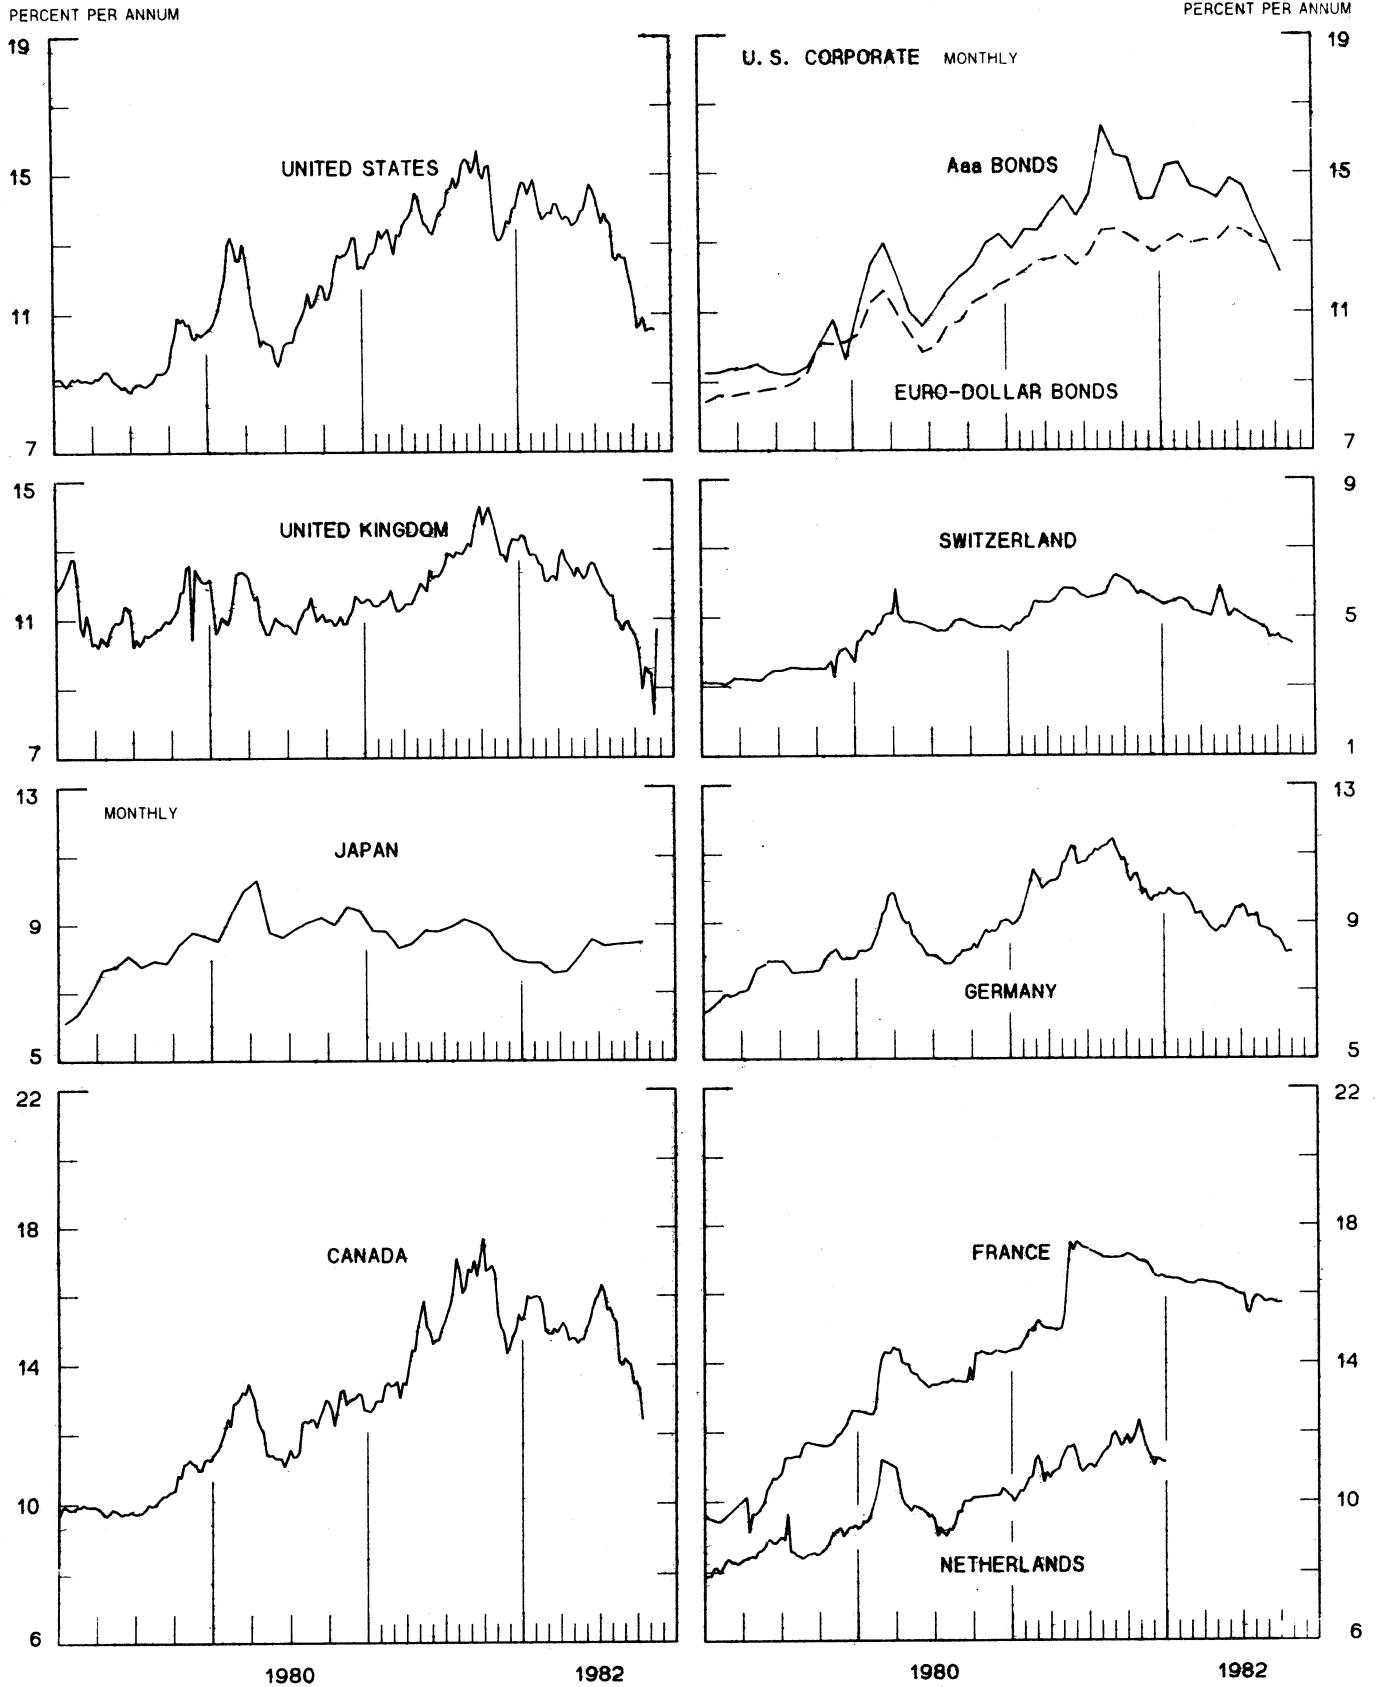 PERCENT PER ANNUM
PERCENT PER ANNUM
19
15
11
7
UNITED STATES
U. S. CORPORATE MONTHLY
Aaa BONDS
EURO-DOLLAR BONDS
19
15
11
7
15
11
7
UNITED KINGDOM
SWITZERLAND
9
5
1
13
9
5
MONTHLY
JAPAN
GERMANY
13
9
5
22
18
14
10
6
CANADA
FRANCE
NETHERLANDS
22
18
14
10
6
1980 1982
1980 1982